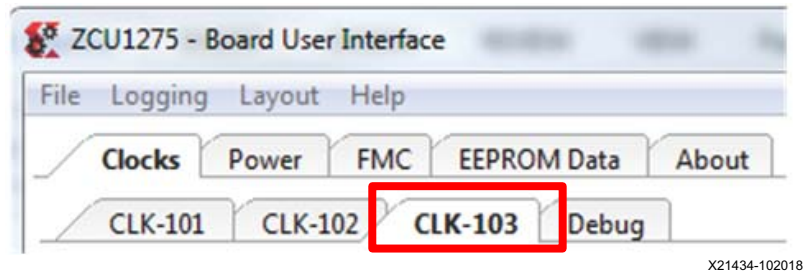 ZCU1275 - Board User Interface
File Logging Layout Help
Clocks Power FMC EEPROM Data About
CLK-101 CLK-102 CLK-103 Debug
X21434-102018